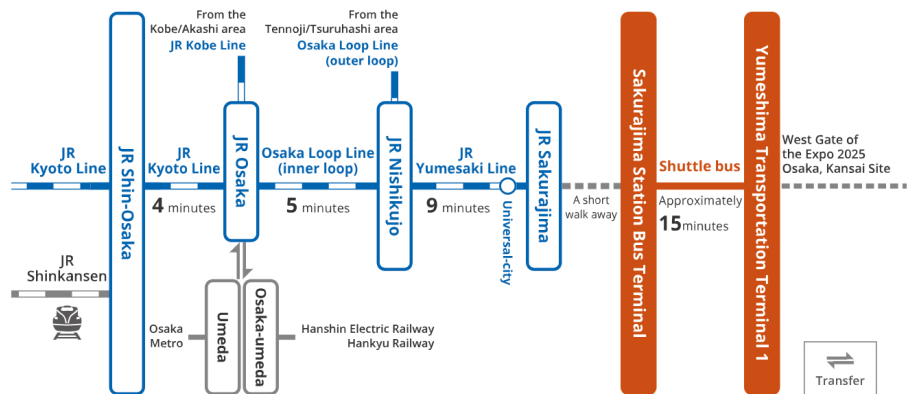 From the
Kobe/Akashi area
JR Kobe Line
From the
Tennoji/Tsuruhashi area
Osaka Loop Line
(outer loop)
JR
Kyoto Line
JR Shin-Osaka
JR
Kyoto Line
4 minutes
JR Osaka
Osaka Loop Line
(inner loop)
5 minutes
JR Nishikujo
JR
Yumesaki Line
9 minutes
Universal-city
JR Sakurajima
A short
walk away
Sakurajima Station Bus Terminal
Shuttle bus
Approximately
15minutes
Yumeshima Transportation Terminal 1
West Gate of
the Expo 2025
Osaka, Kansai Site
JR
Shinkansen
Osaka
Metro
Umeda
Osaka-umeda
Hanshin Electric Railway
Hankyu Railway
Transfer